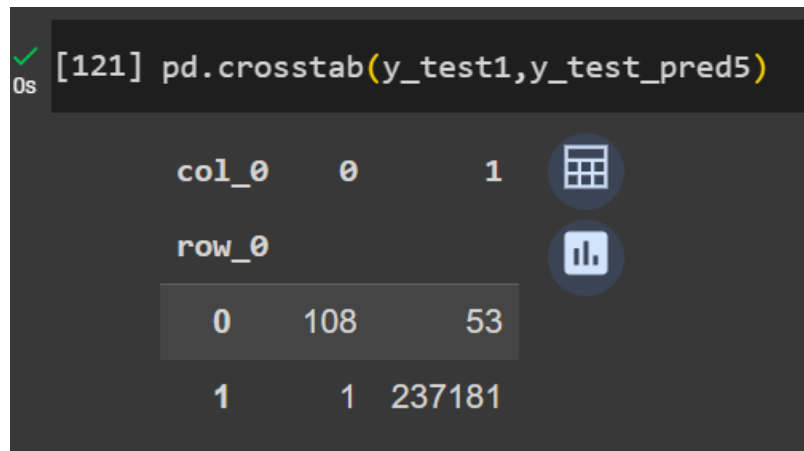 [121] pd.crosstab(y_test1,y_test_pred5)
0s
col_0 0 1
row_0
0 108 53
1 1 237181